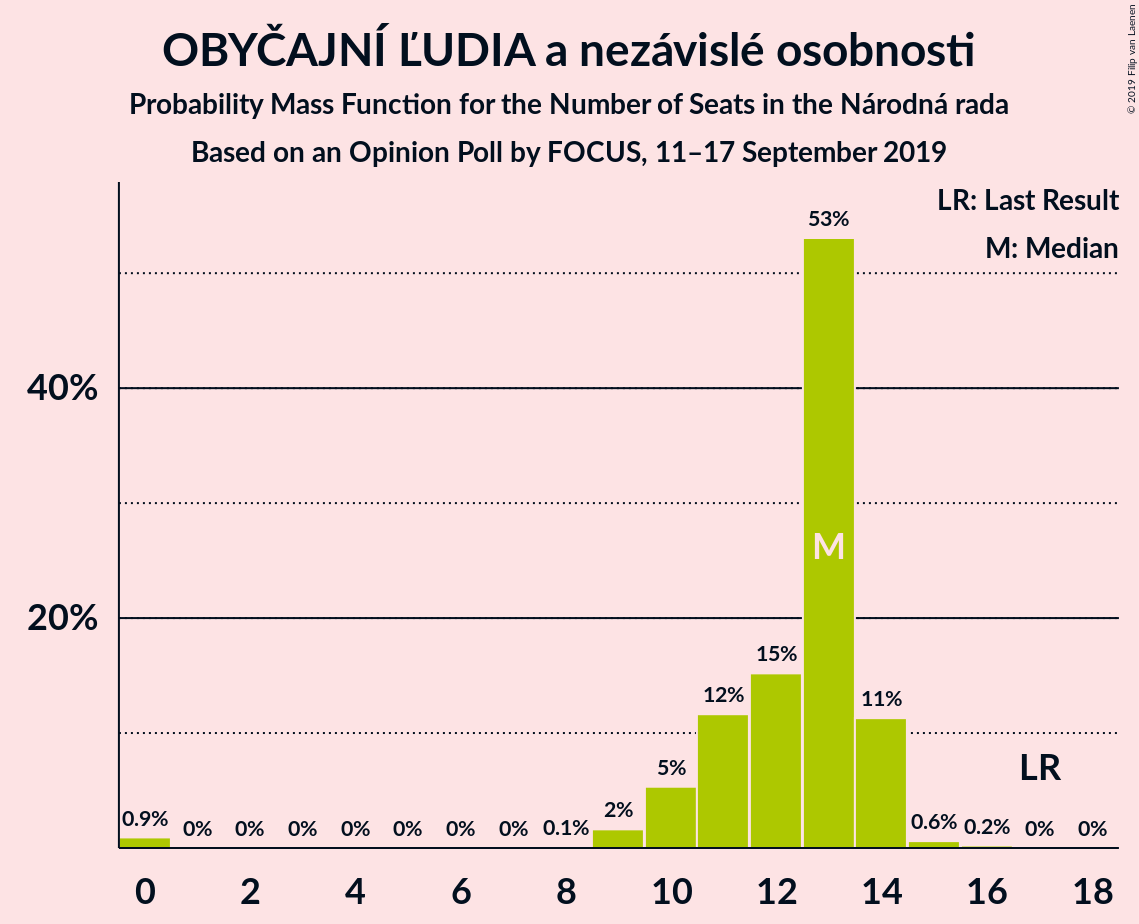 OBYČAJNÍ ĽUDIA a nezávislé osobnosti
Probability Mass Function for the Number of Seats in the Národná rada
Based on an Opinion Poll by FOCUS, 11–17 September 2019
© 2019 Filip van Laenen
LR: Last Result
M: Median
53%
40%
M
20%
15%
12%
11%
LR
5%
2%
0.9% 0% 0% 0% 0% 0% 0% 0% 0.1% 0.6% 0.2% 0% 0%
0 2 4 6 8 10 12 14 16 18